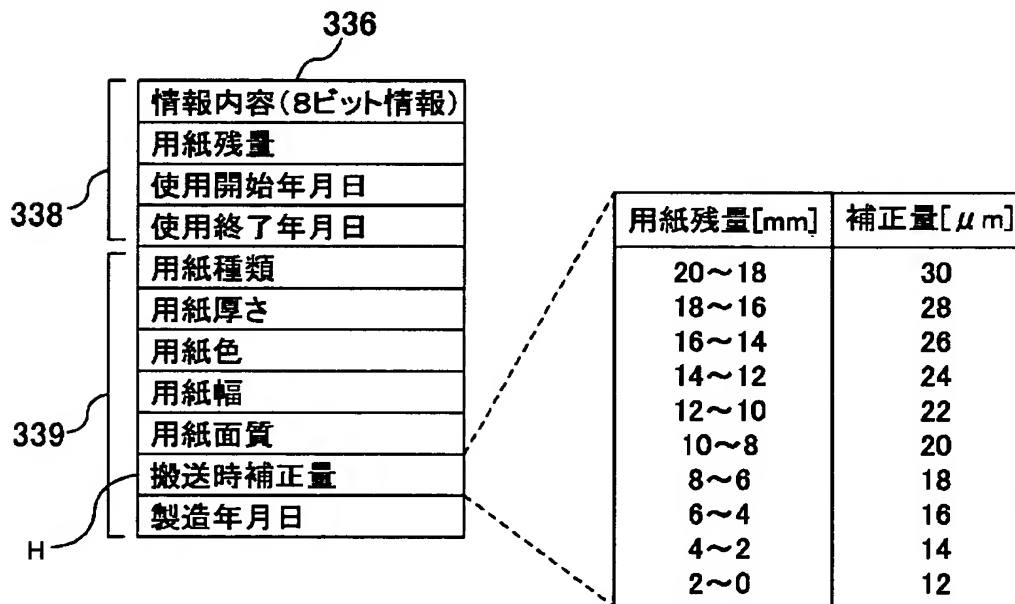 336
情報内容(8ビット情報)
用紙残量
使用開始年月日
使用終了年月日
338
用紙種類
用紙厚さ
用紙色
用紙幅
用紙面質
搬送時補正量
製造年月日
339
H
用紙残量[mm] 補正量[μm]
20~18 30
18~16 28
16~14 26
14~12 24
12~10 22
10~8 20
8~6 18
6~4 16
4~2 14
2~0 12